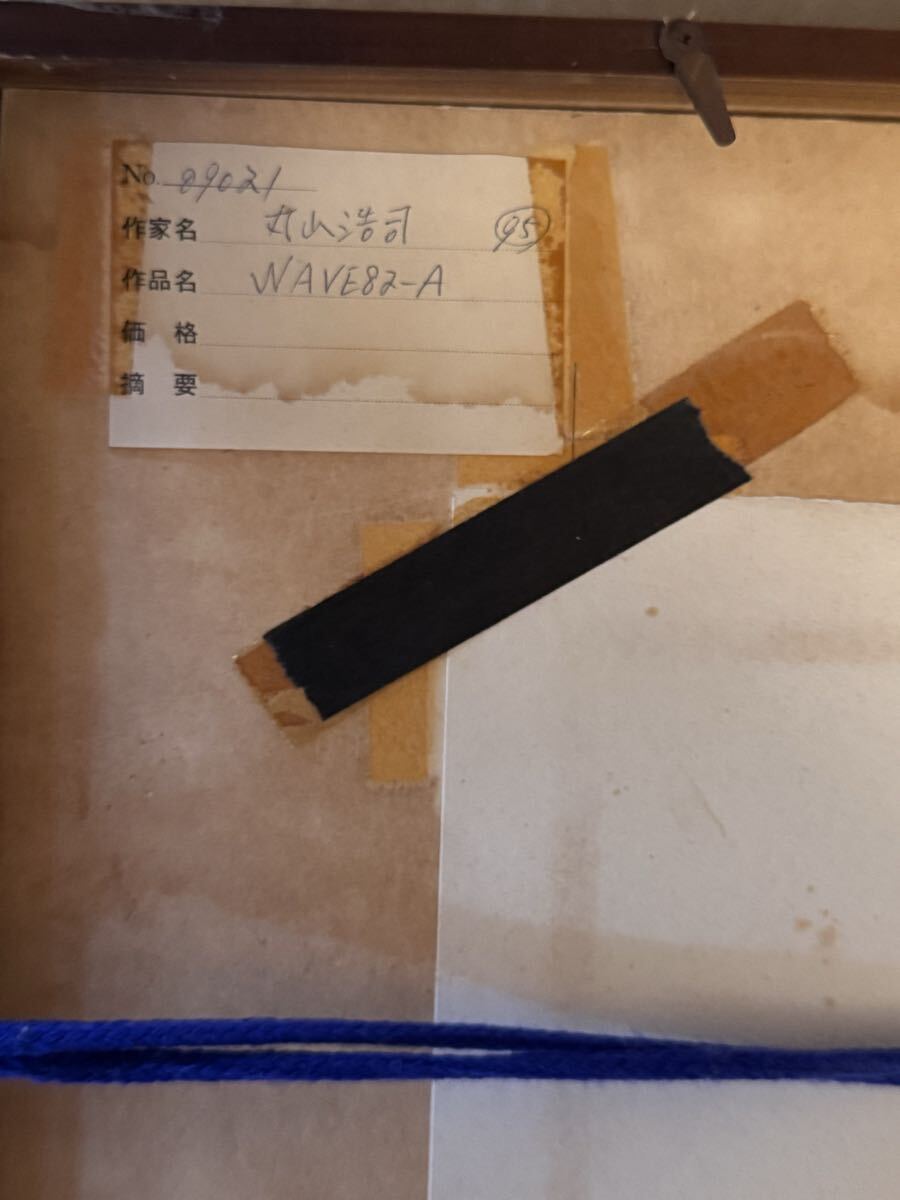 No. 89021
作家名 丸山浩司 95
作品名 WAVE82-A
価格
摘要